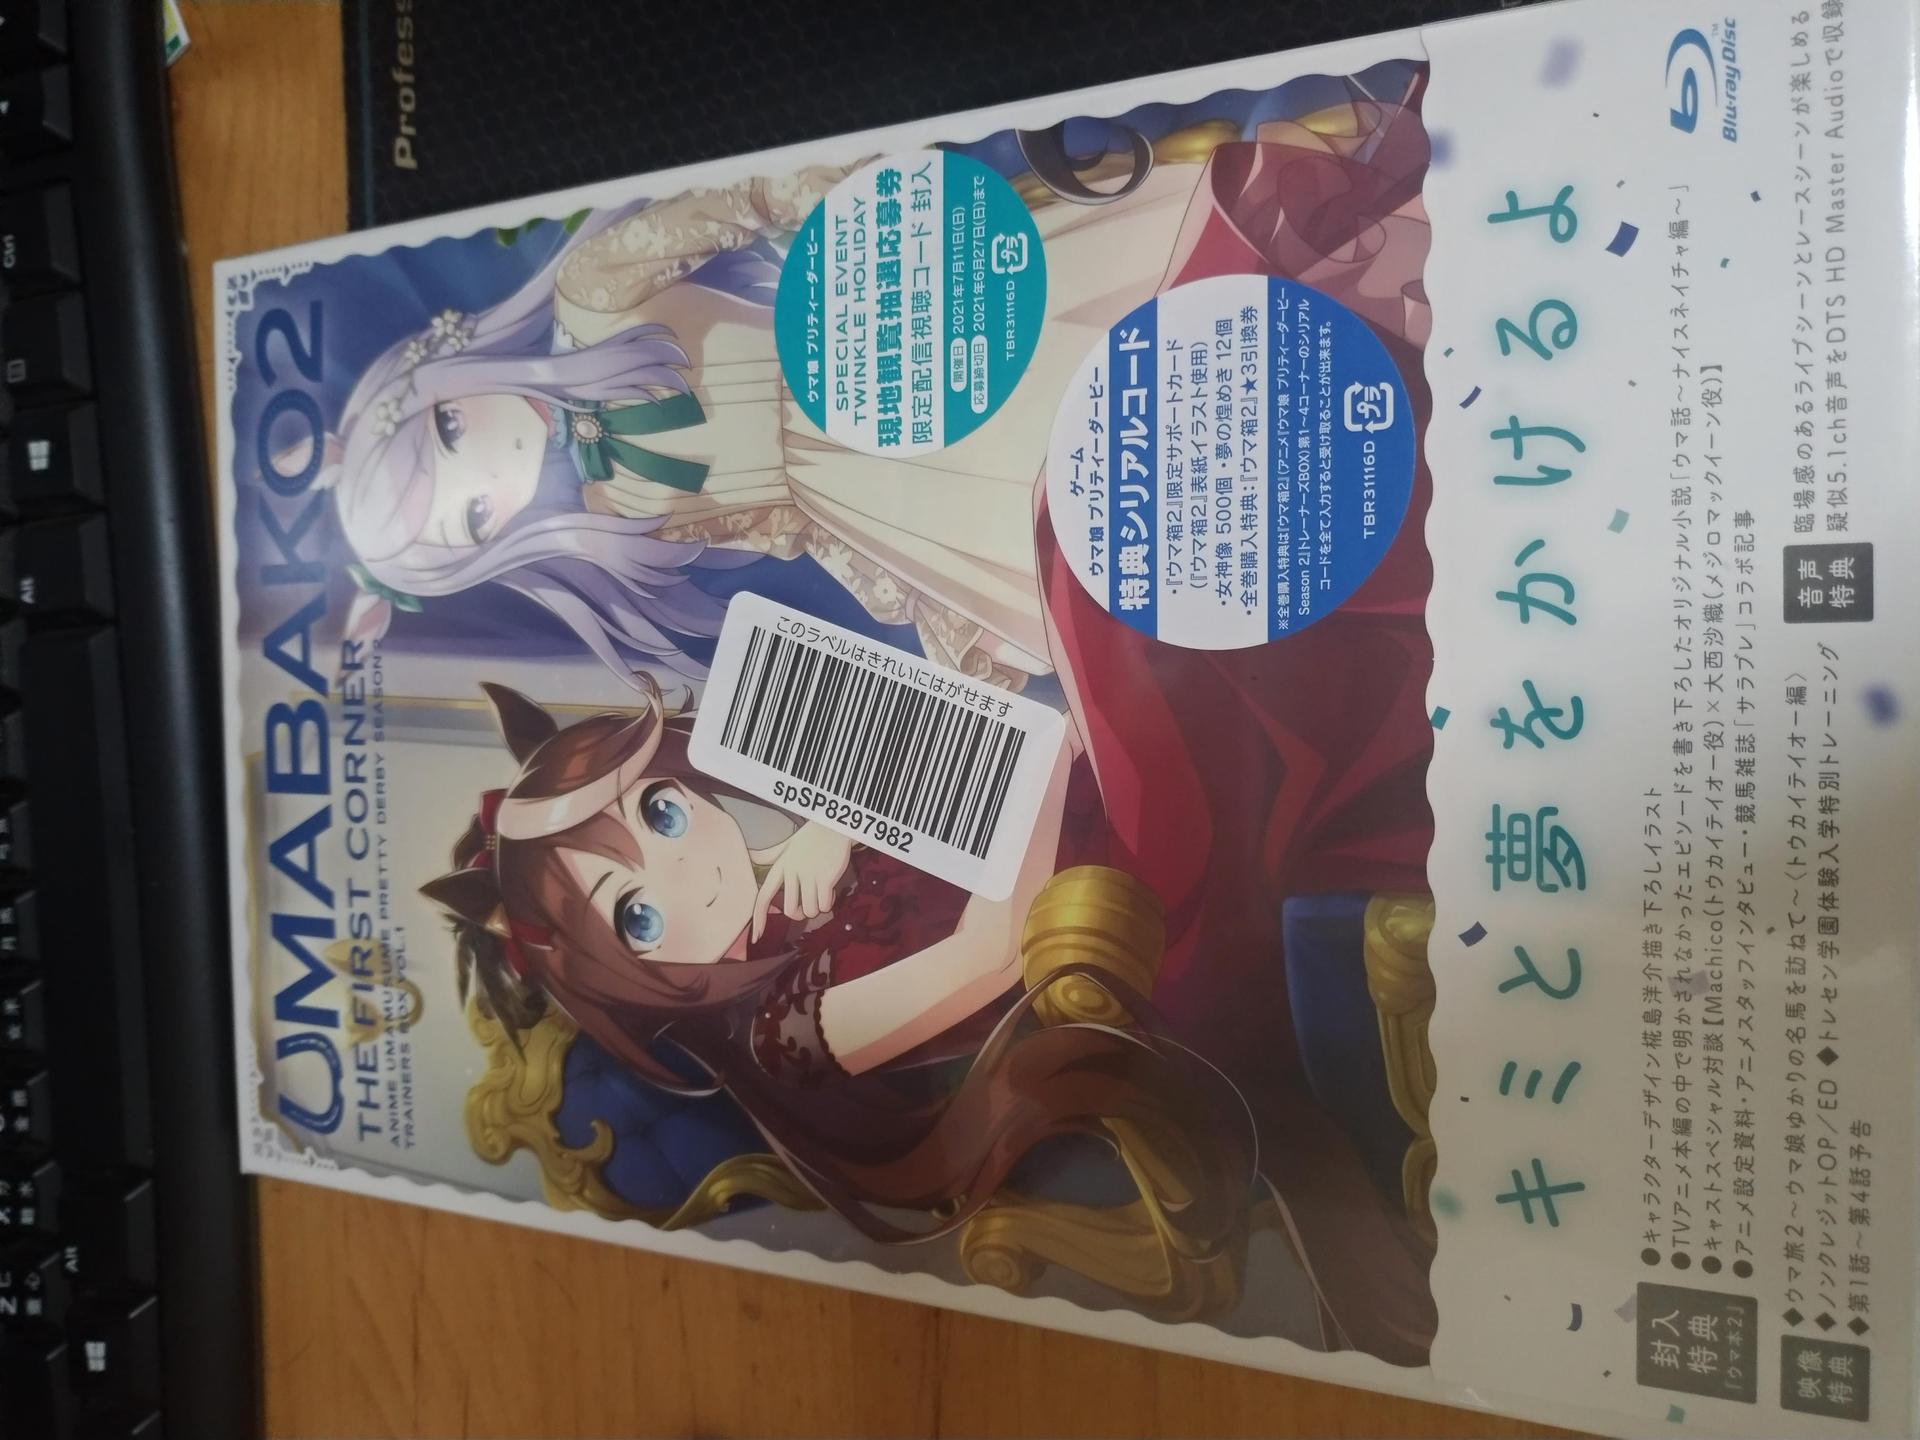 UMABAKO2
THE FIRST CORNER
ANIME UMAMUSUME PRETTY DERBY SEASON2
TRAINERS BOX VOL.1
ウマ娘 プリティーダービー
SPECIAL EVENT
TWINKLE HOLIDAY
現地観覧抽選応募券
限定配信視聴コード 封入
開催日 2021年7月11日(日)
応募締切日 2021年6月27日(日)まで
TBR31116D
このラベルはきれいにはがせます
spSP8297982
ゲーム
ウマ娘 プリティーダービー
特典シリアルコード
・『ウマ箱2』限定サポートカード
(『ウマ箱2』表紙イラスト使用)
・女神像 500個・夢の煌めき 12個
・全巻購入特典:『ウマ箱2』★3引換券
※全巻購入特典は『ウマ箱2』(アニメ『ウマ娘 プリティーダービー
Season 2』トレーナーズBOX)第1~4コーナーのシリアル
コードを全て入力すると受け取ることが出来ます。
TBR31116D
キミと夢をかけるよ
Blu-ray Disc
封入
特典
「ウマ本2」
●キャラクターデザイン椛島洋介描き下ろしイラスト
●TVアニメ本編の中で明かされなかったエピソードを書き下ろしたオリジナル小説「ウマ話~ナイスネイチャ編~」
●キャストスペシャル対談【Machico(トウカイテイオー役)×大西沙織(メジロマックイーン役)】
●アニメ設定資料・アニメスタッフインタビュー・競馬雑誌「サラブレ」コラボ記事
映像
特典
◆ウマ旅2~ウマ娘ゆかりの名馬を訪ねて~〈トウカイテイオー編〉
◆ノンクレジットOP/ED ◆トレセン学園体験入学特別トレーニング
◆第1話~第4話予告
音声
特典
臨場感のあるライブシーンとレースシーンが楽しめる
疑似5.1ch音声をDTS HD Master Audioで収録
Profess
Ctrl
Alt
Alt